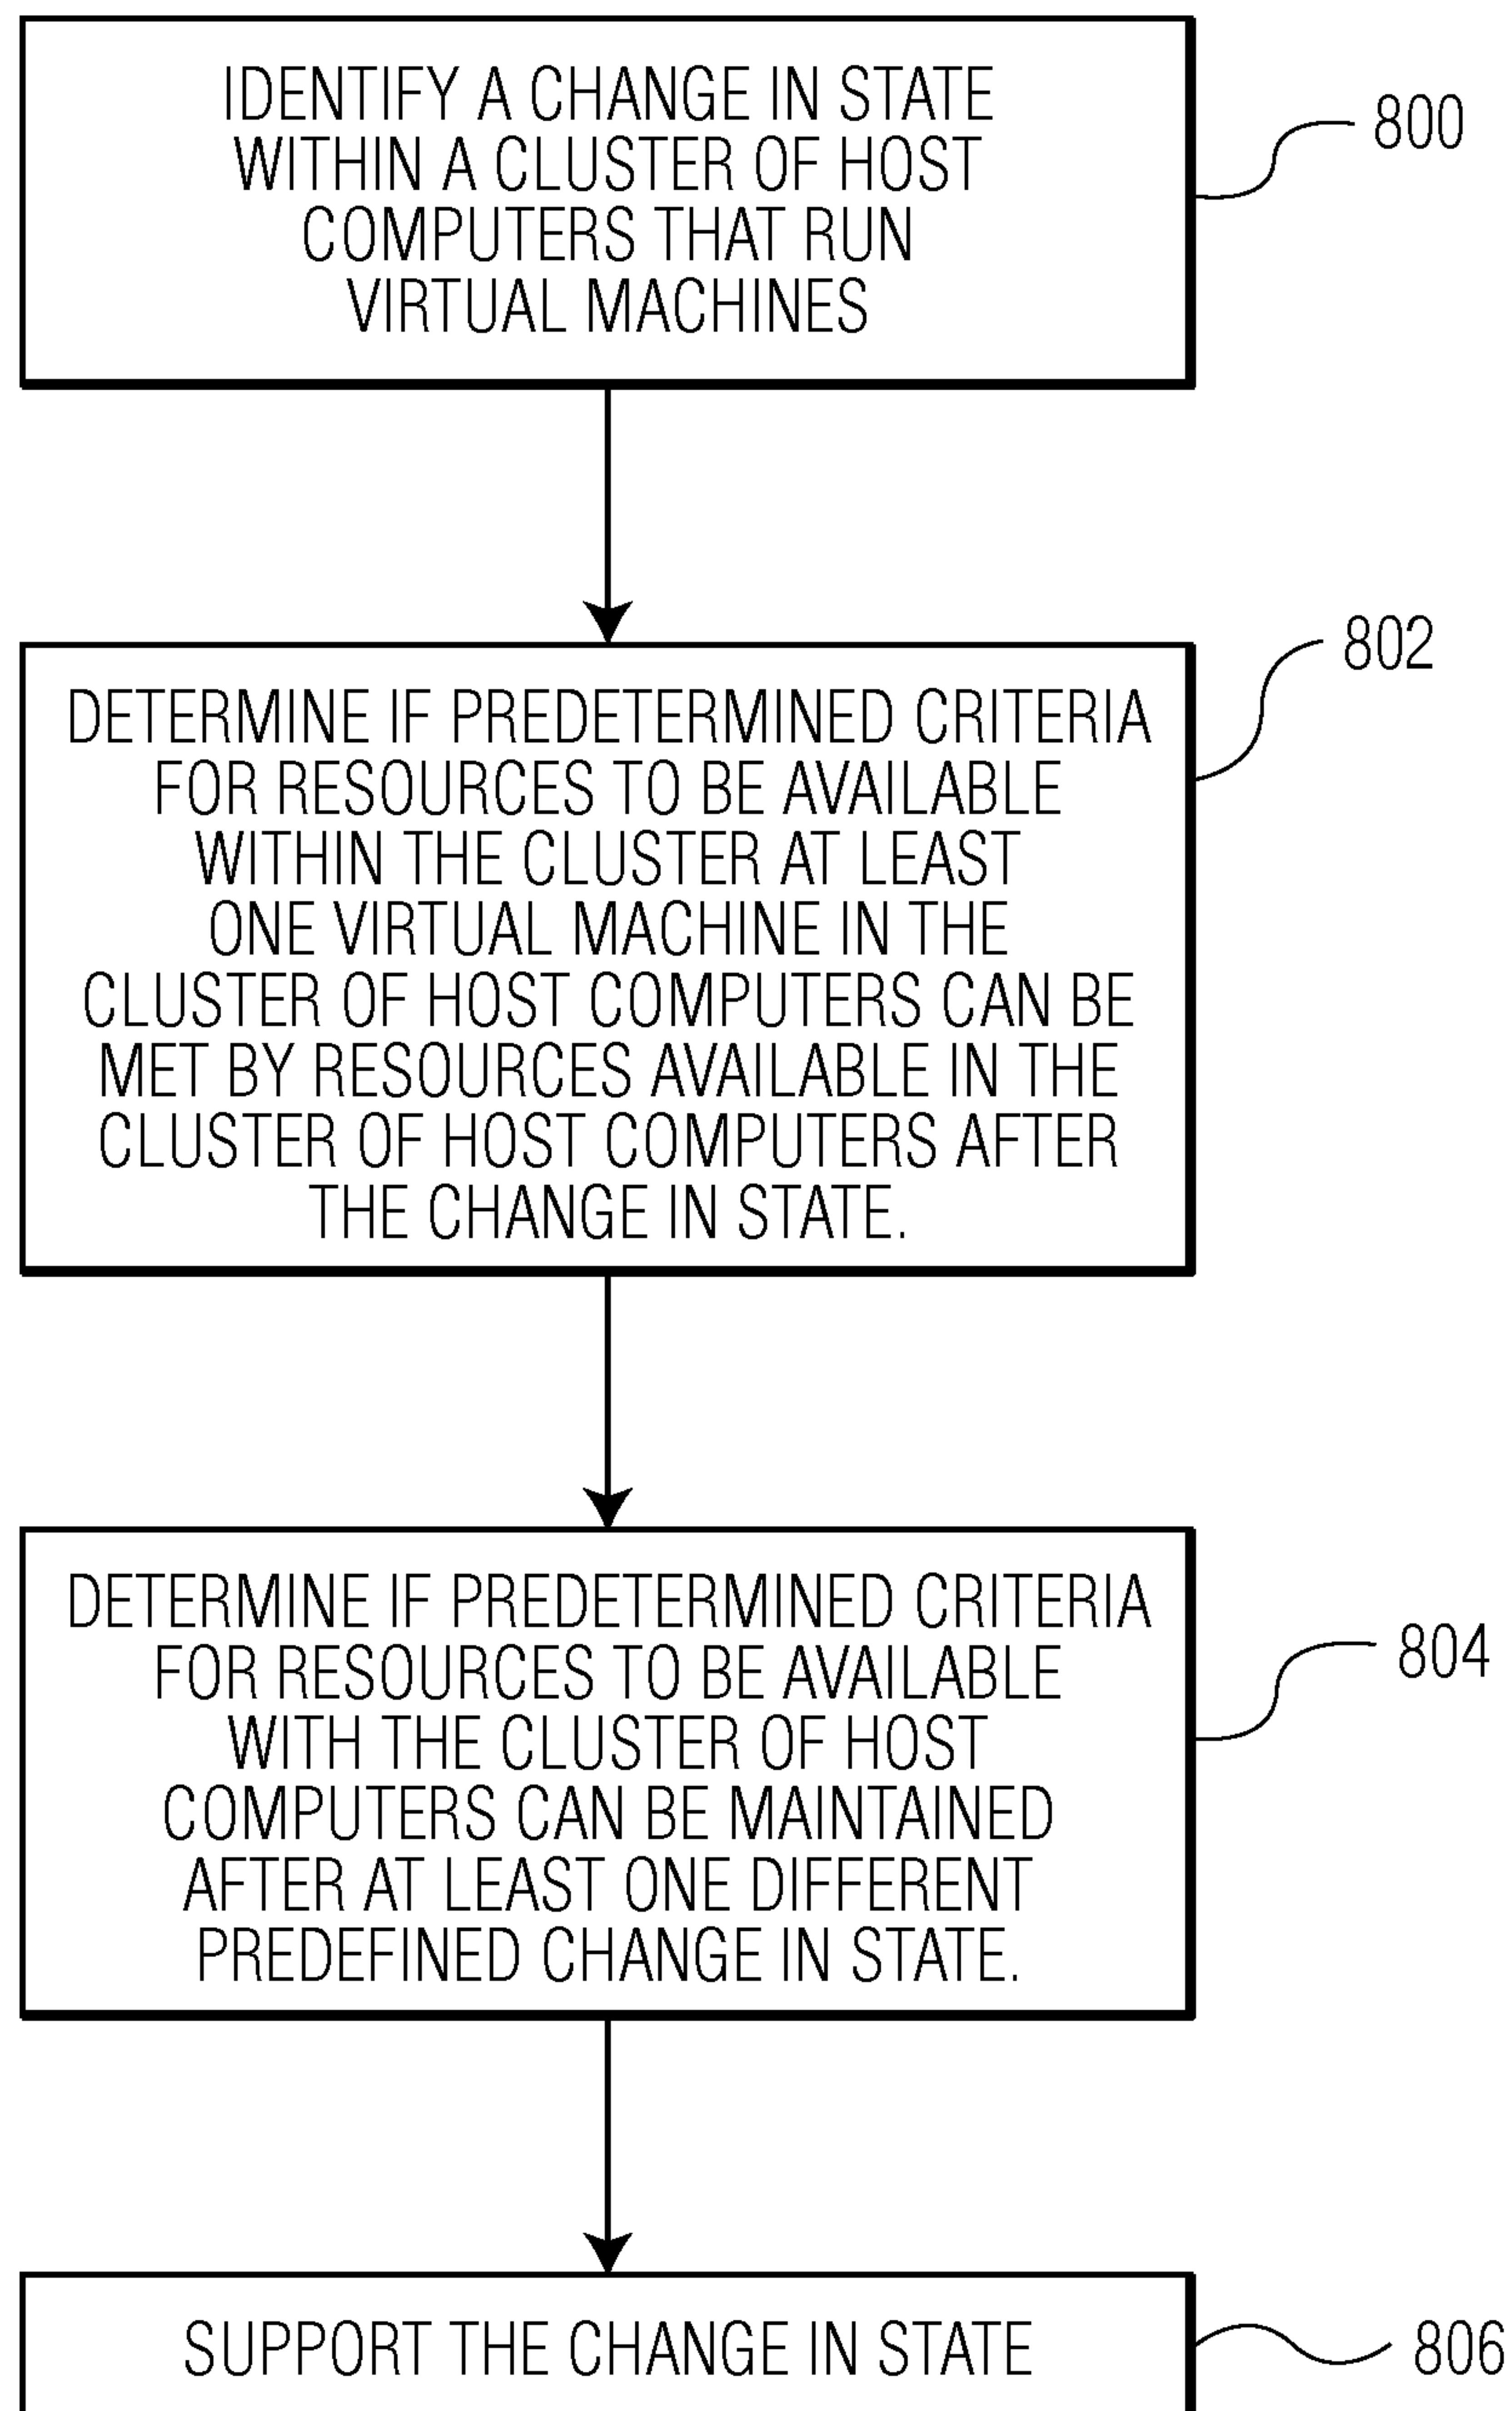 IDENTIFY A CHANGE IN STATE
WITHIN A CLUSTER OF HOST
COMPUTERS THAT RUN
VIRTUAL MACHINES
800
DETERMINE IF PREDETERMINED CRITERIA
FOR RESOURCES TO BE AVAILABLE
WITHIN THE CLUSTER AT LEAST
ONE VIRTUAL MACHINE IN THE
CLUSTER OF HOST COMPUTERS CAN BE
MET BY RESOURCES AVAILABLE IN THE
CLUSTER OF HOST COMPUTERS AFTER
THE CHANGE IN STATE.
802
DETERMINE IF PREDETERMINED CRITERIA
FOR RESOURCES TO BE AVAILABLE
WITH THE CLUSTER OF HOST
COMPUTERS CAN BE MAINTAINED
AFTER AT LEAST ONE DIFFERENT
PREDEFINED CHANGE IN STATE.
804
SUPPORT THE CHANGE IN STATE
806